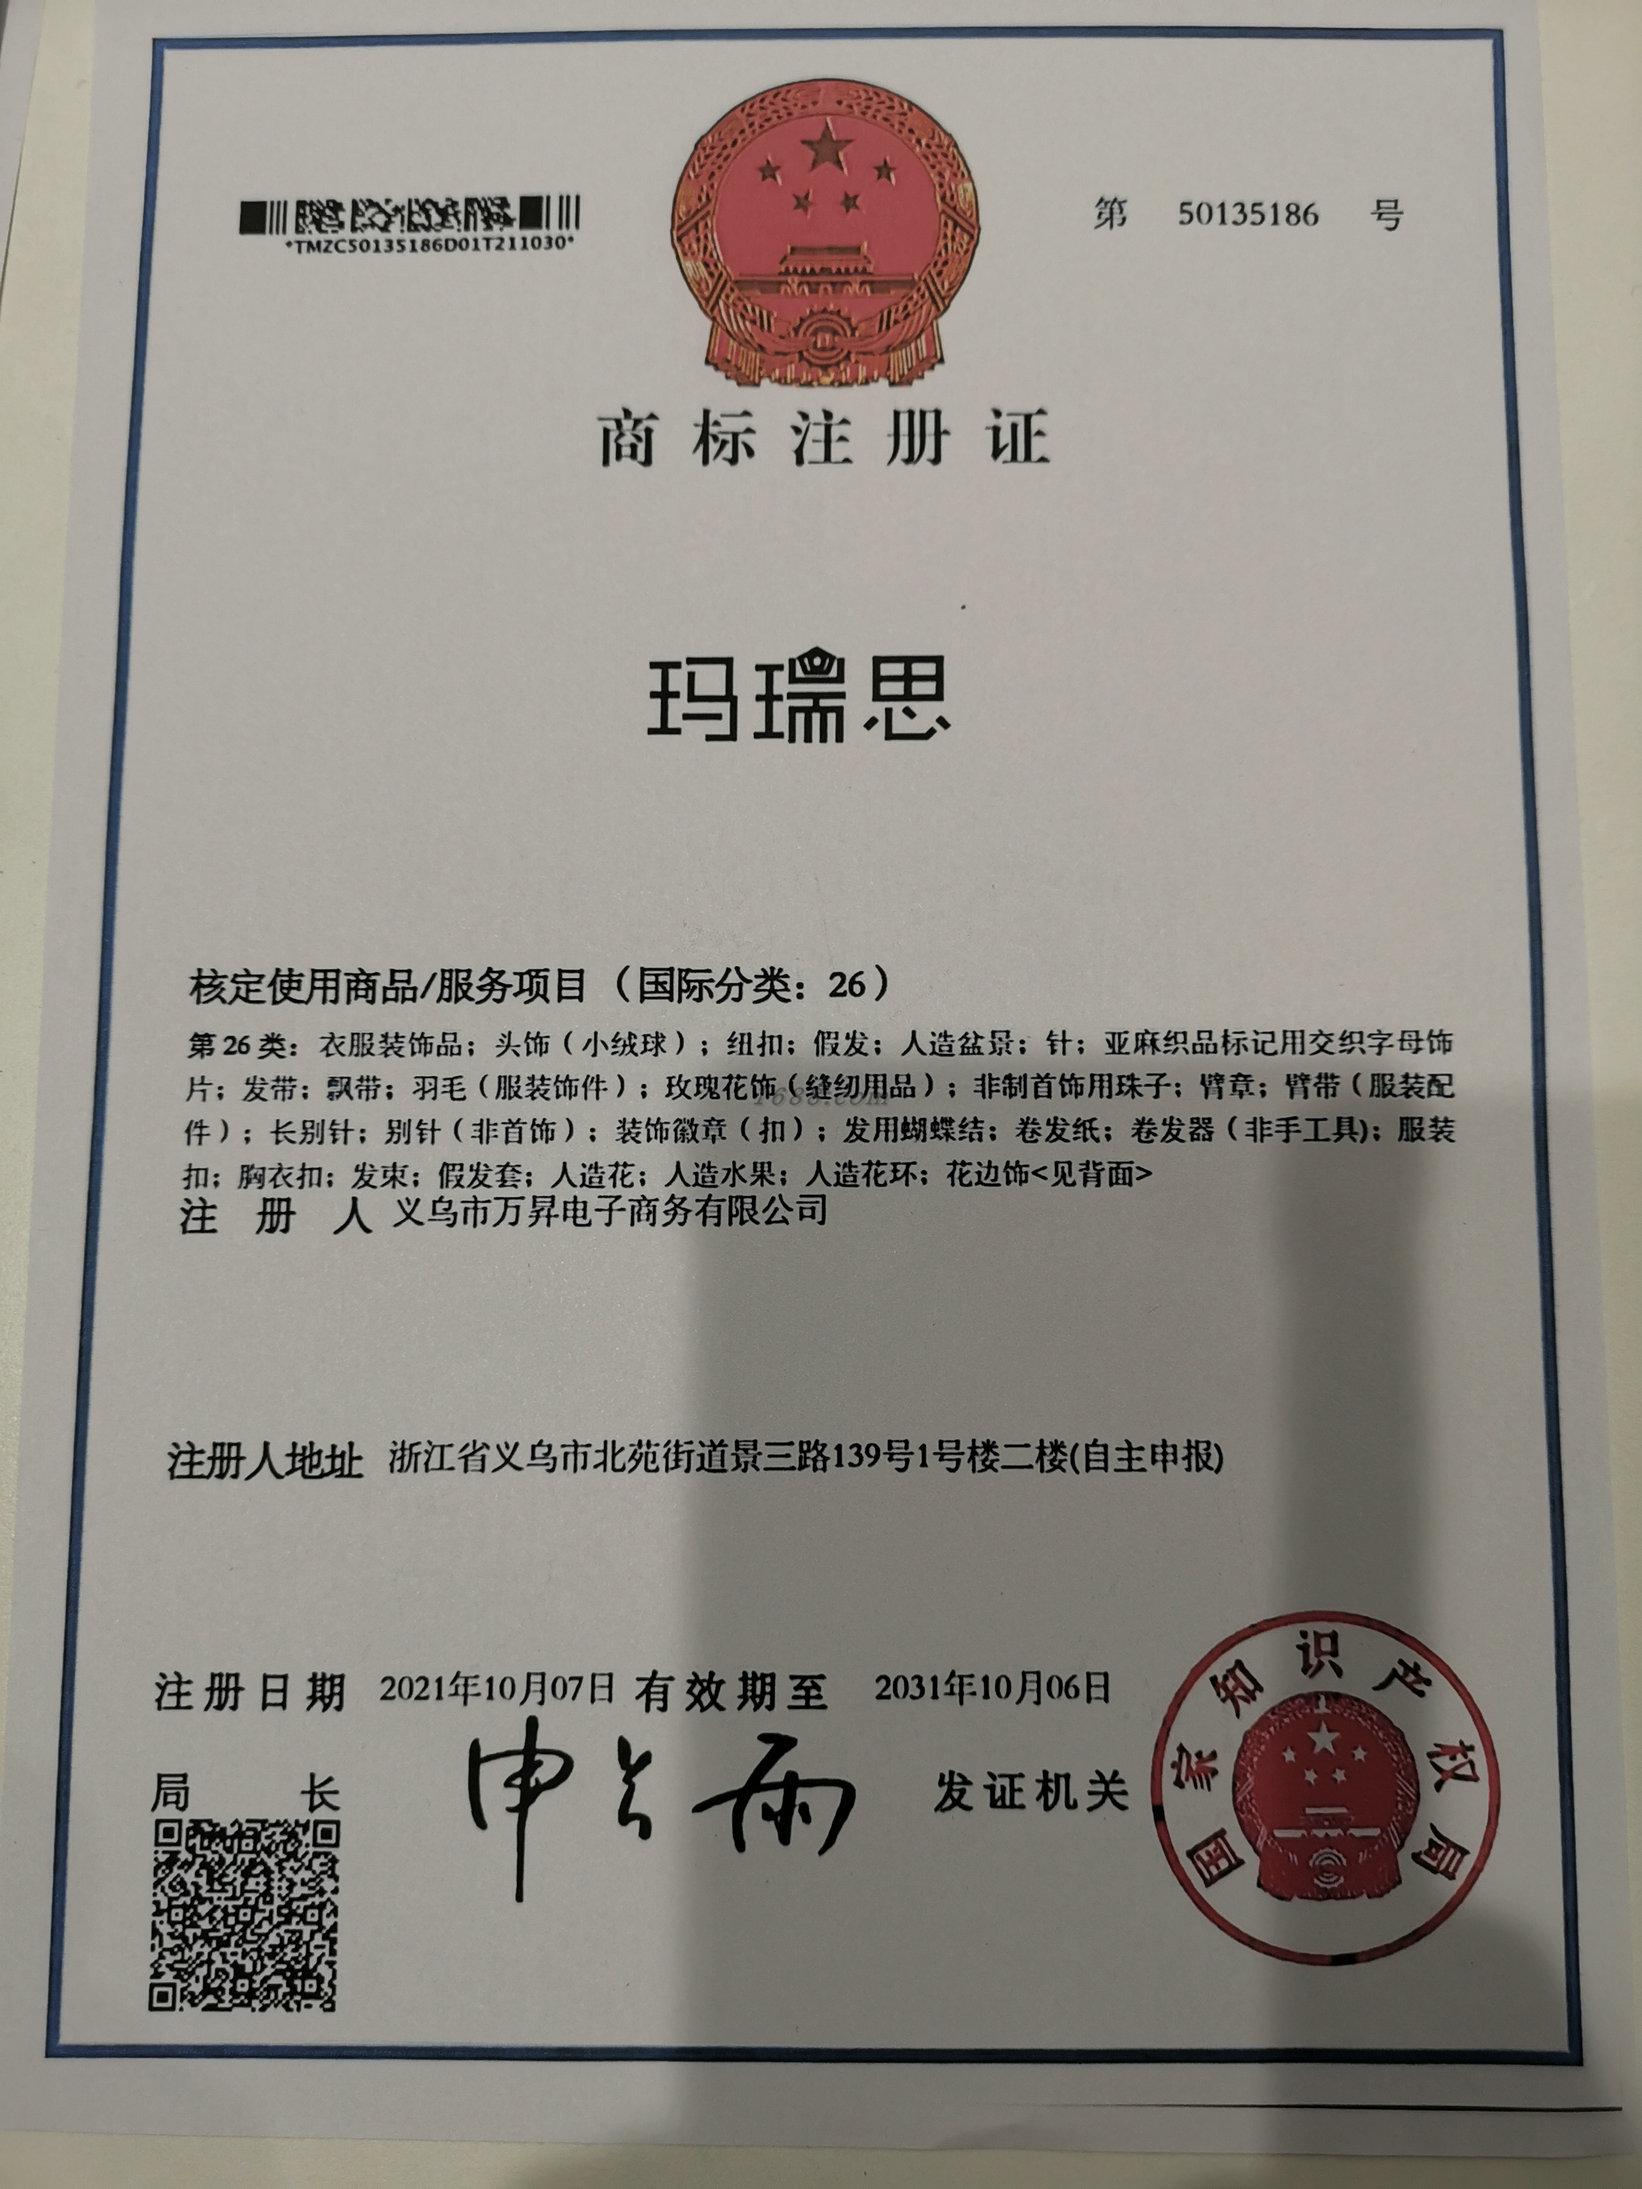 *TMZC50135186D01T211030*
第 50135186 号
商标注册证
玛瑞思
核定使用商品/服务项目（国际分类：26）
第26类：衣服装饰品；头饰（小绒球）；纽扣；假发；人造盆景；针；亚麻织品标记用交织字母饰
片；发带；飘带；羽毛（服装饰件）；玫瑰花饰（缝纫用品）；非制首饰用珠子；臂章；臂带（服装配
件）；长别针；别针（非首饰）；装饰徽章（扣）；发用蝴蝶结；卷发纸；卷发器（非手工具）；服装
扣；胸衣扣；发束；假发套；人造花；人造水果；人造花环；花边饰<见背面>
1688.com
注册人 义乌市万昇电子商务有限公司
注册人地址 浙江省义乌市北苑街道景三路139号1号楼二楼(自主申报)
注册日期 2021年10月07日 有效期至 2031年10月06日
局长 申长雨 发证机关
国家知识产权局